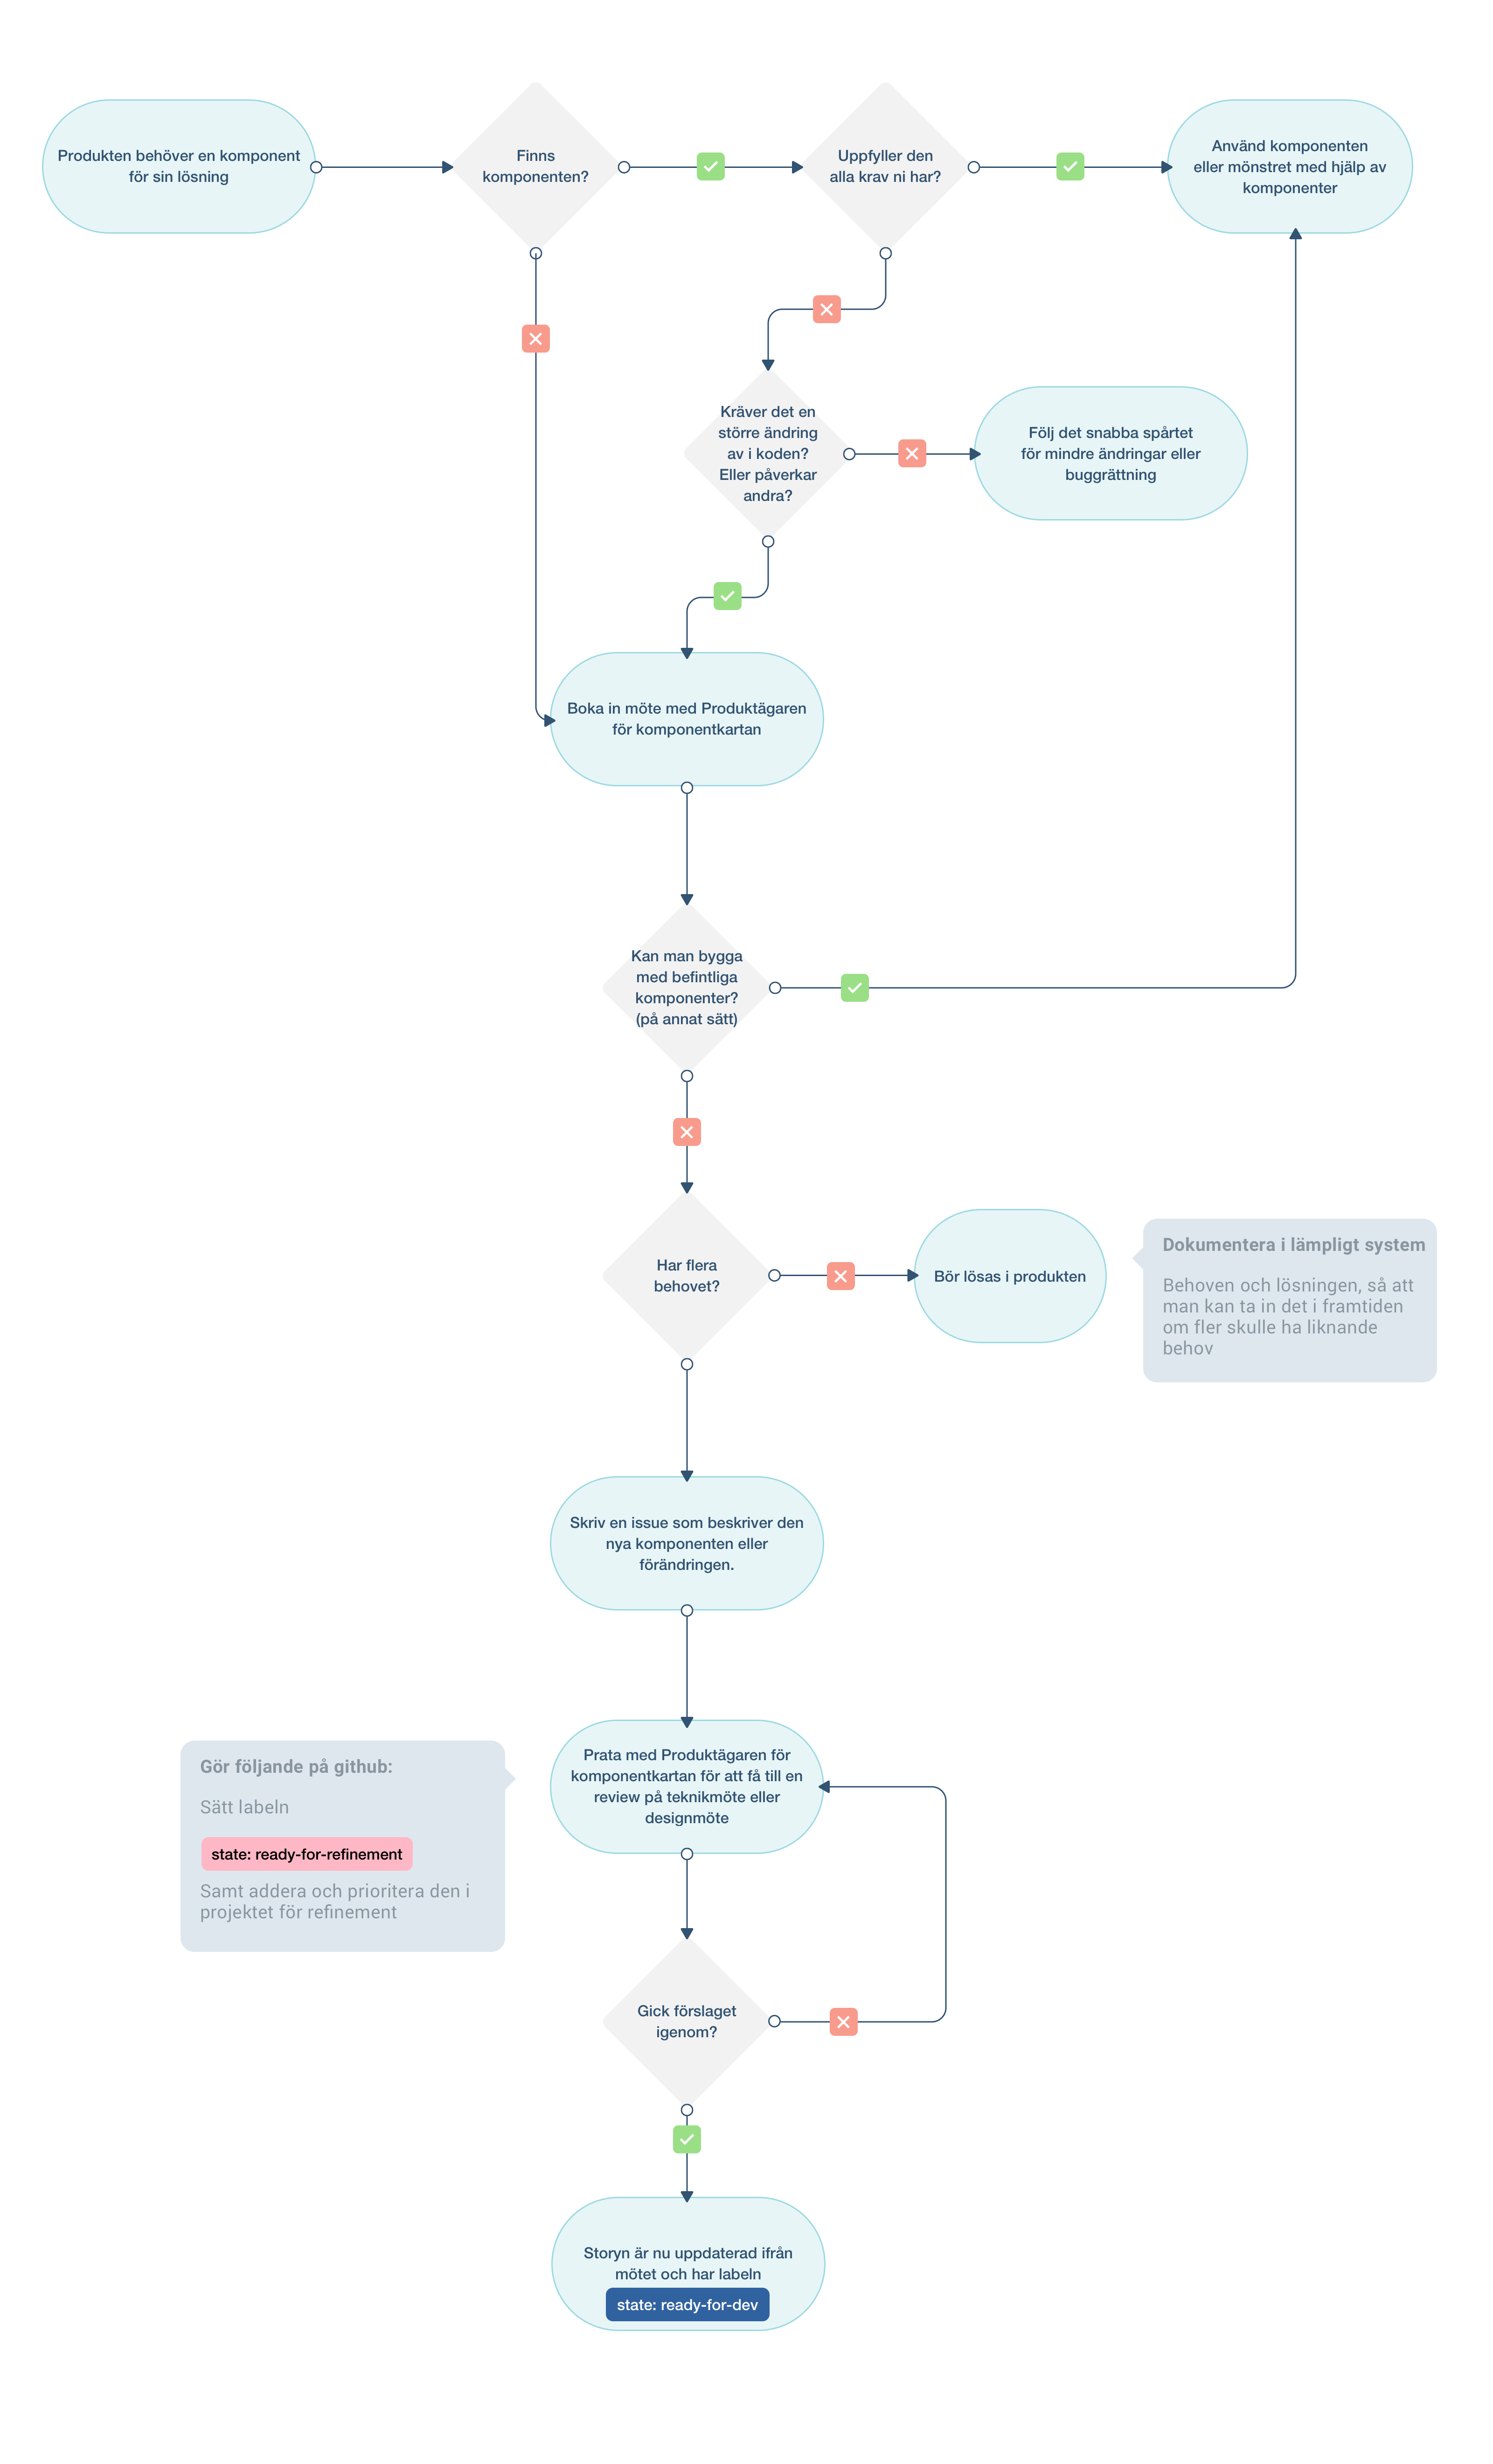 Produkten behöver en komponent
för sin lösning
Finns
komponenten?
Uppfyller den
alla krav ni har?
Använd komponenten
eller mönstret med hjälp av
komponenter
Kräver det en
större ändring
av i koden?
Eller påverkar
andra?
Följ det snabba spårtet
för mindre ändringar eller
buggrättning
Boka in möte med Produktägaren
för komponentkartan
Kan man bygga
med befintliga
komponenter?
(på annat sätt)
Har flera
behovet?
Bör lösas i produkten
Dokumentera i lämpligt system
Behoven och lösningen, så att
man kan ta in det i framtiden
om fler skulle ha liknande
behov
Skriv en issue som beskriver den
nya komponenten eller
förändringen.
Prata med Produktägaren för
komponentkartan för att få till en
review på teknikmöte eller
designmöte
Gör följande på github:
Sätt labeln
state: ready-for-refinement
Samt addera och prioritera den i
projektet för refinement
Gick förslaget
igenom?
Storyn är nu uppdaterad ifrån
mötet och har labeln
state: ready-for-dev